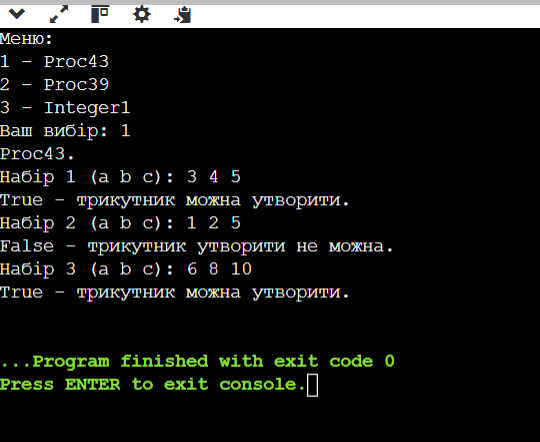 Меню:
1 - Proc43
2 - Proc39
3 - Integer1
Ваш вибір: 1
Proc43.
Набір 1 (a b c): 3 4 5
True - трикутник можна утворити.
Набір 2 (a b c): 1 2 5
False - трикутник утворити не можна.
Набір 3 (a b c): 6 8 10
True - трикутник можна утворити.
...Program finished with exit code 0
Press ENTER to exit console.